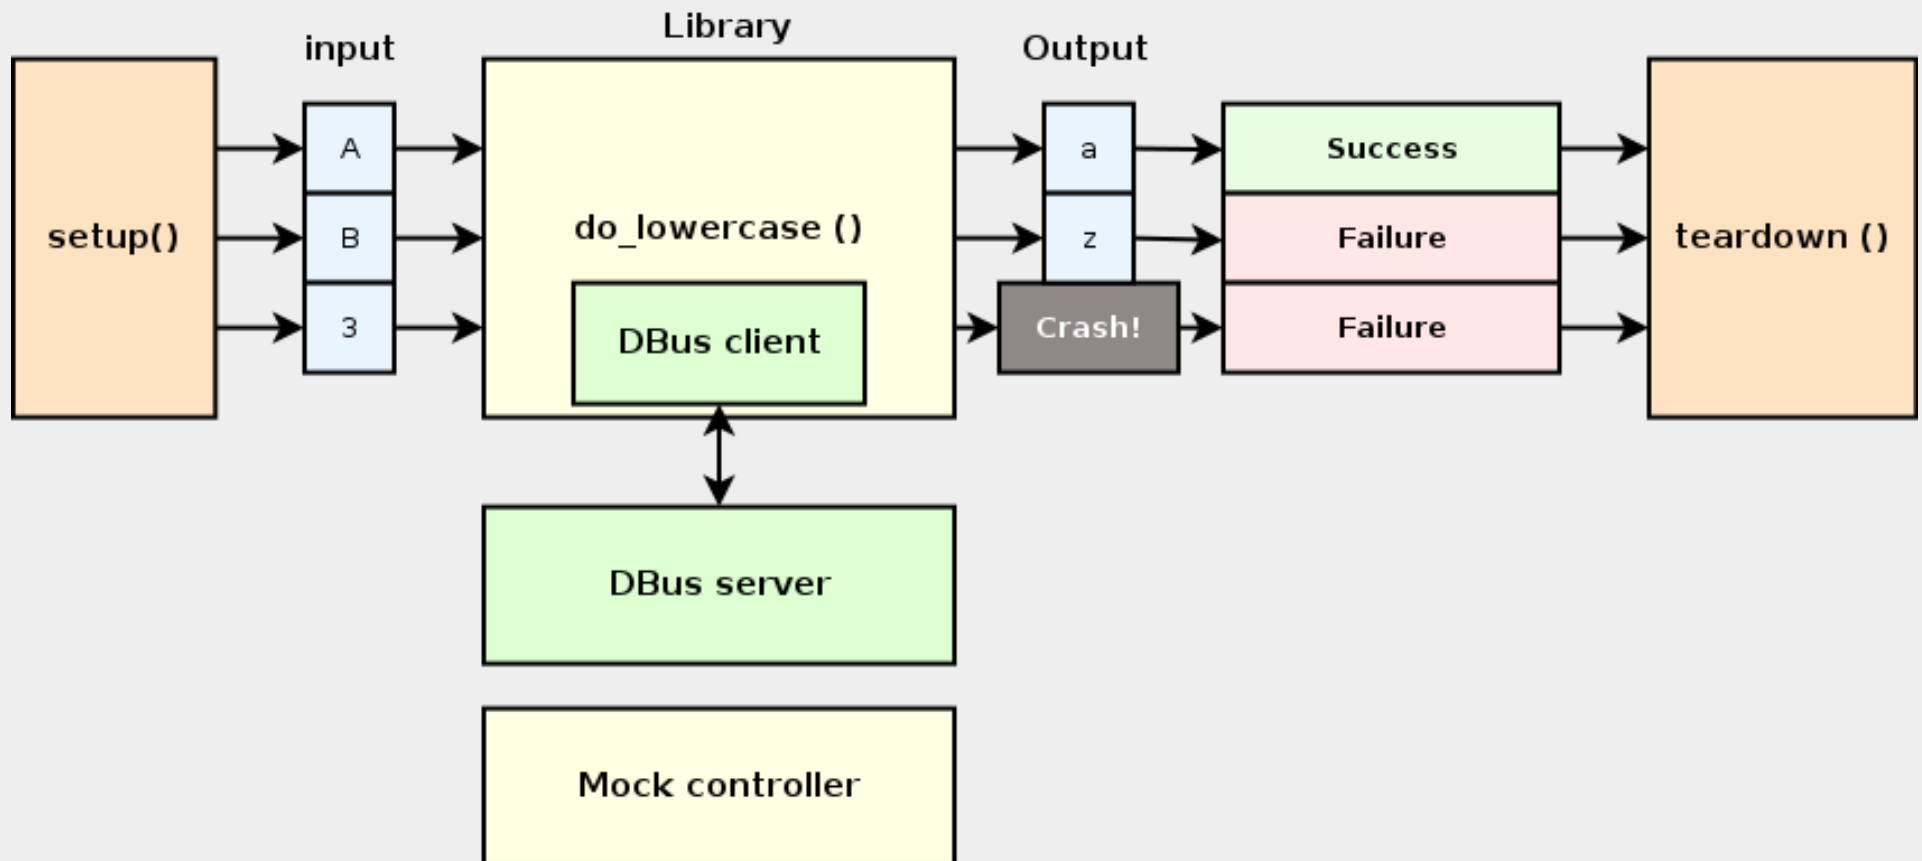 Library
input
Output
setup()
A
B
3
do_lowercase ()
DBus client
a
z
Crash!
Success
Failure
Failure
teardown ()
DBus server
Mock controller